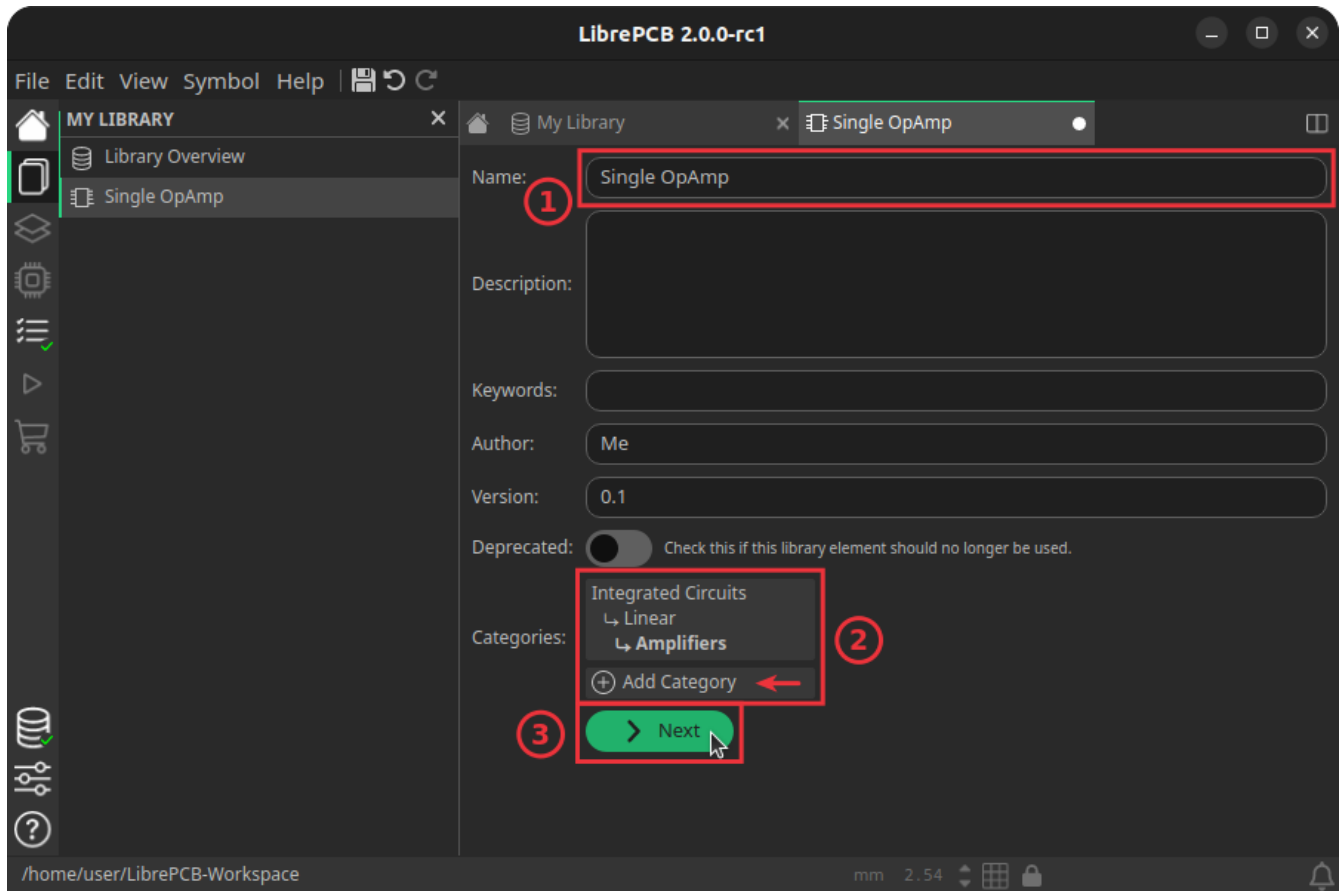 LibrePCB 2.0.0-rc1
File Edit View Symbol Help
MY LIBRARY
Library Overview
Single OpAmp
My Library
Single OpAmp
Name: Single OpAmp
1
Description:
Keywords:
Author: Me
Version: 0.1
Deprecated: Check this if this library element should no longer be used.
Categories:
Integrated Circuits
↳ Linear
↳ Amplifiers
Add Category
2
3
Next
/home/user/LibrePCB-Workspace
mm 2.54